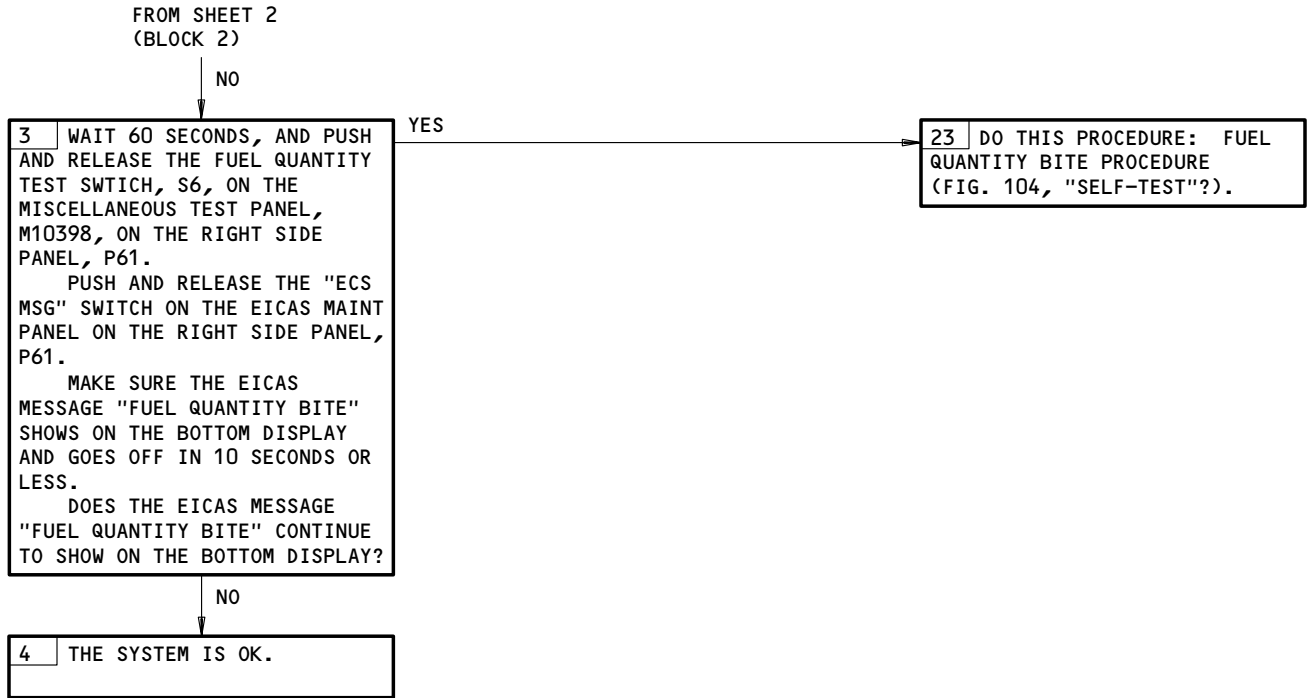 FROM SHEET 2
(BLOCK 2)
NO
3 WAIT 60 SECONDS, AND PUSH
AND RELEASE THE FUEL QUANTITY
TEST SWTICH, S6, ON THE
MISCELLANEOUS TEST PANEL,
M10398, ON THE RIGHT SIDE
PANEL, P61.
PUSH AND RELEASE THE "ECS
MSG" SWITCH ON THE EICAS MAINT
PANEL ON THE RIGHT SIDE PANEL,
P61.
MAKE SURE THE EICAS
MESSAGE "FUEL QUANTITY BITE"
SHOWS ON THE BOTTOM DISPLAY
AND GOES OFF IN 10 SECONDS OR
LESS.
DOES THE EICAS MESSAGE
"FUEL QUANTITY BITE" CONTINUE
TO SHOW ON THE BOTTOM DISPLAY?
YES
23 DO THIS PROCEDURE: FUEL
QUANTITY BITE PROCEDURE
(FIG. 104, "SELF-TEST"?).
NO
4 THE SYSTEM IS OK.